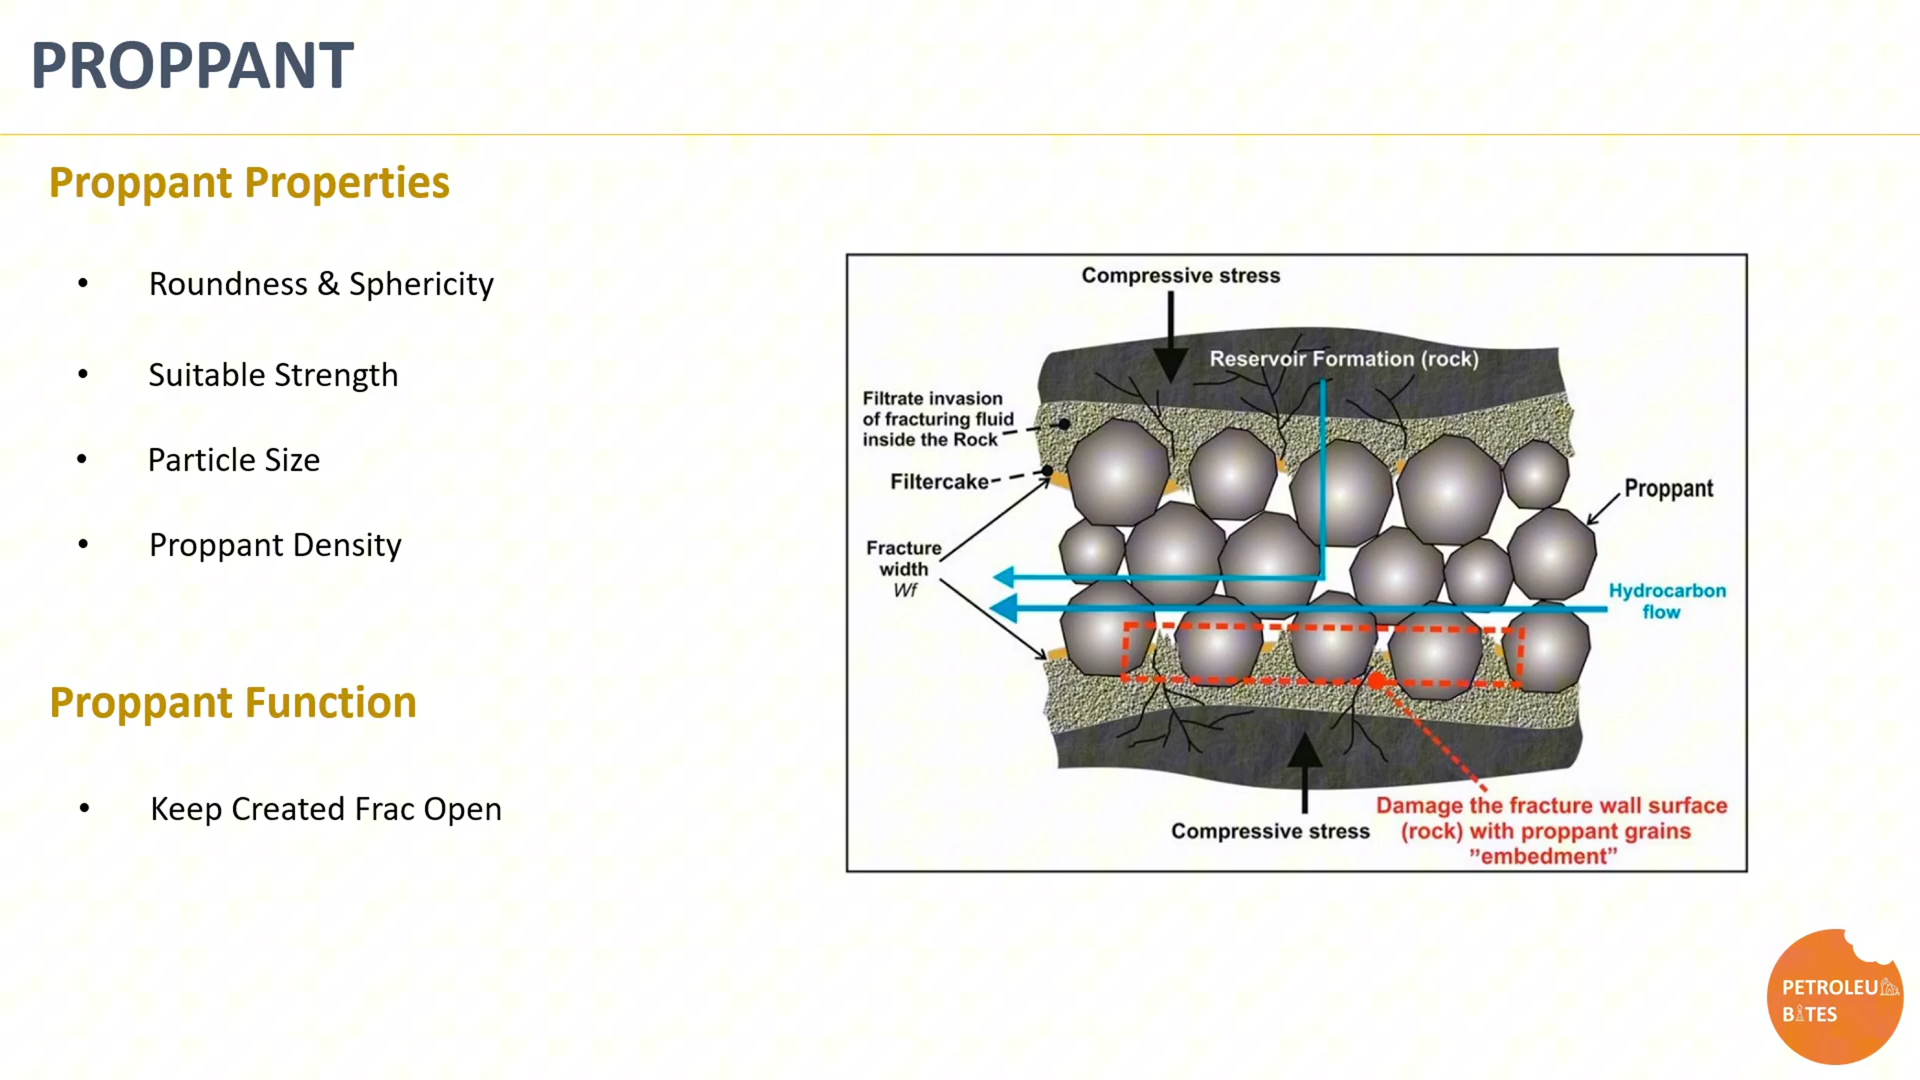 PROPPANT
Proppant Properties
• Roundness & Sphericity
• Suitable Strength
• Particle Size
• Proppant Density
Proppant Function
• Keep Created Frac Open
Compressive stress
Reservoir Formation (rock)
Filtrate invasion
of fracturing fluid
inside the Rock
Filtercake
Proppant
Fracture
width
Wf
Hydrocarbon
flow
Compressive stress
Damage the fracture wall surface
(rock) with proppant grains
”embedment”
PETROLEU
BITES